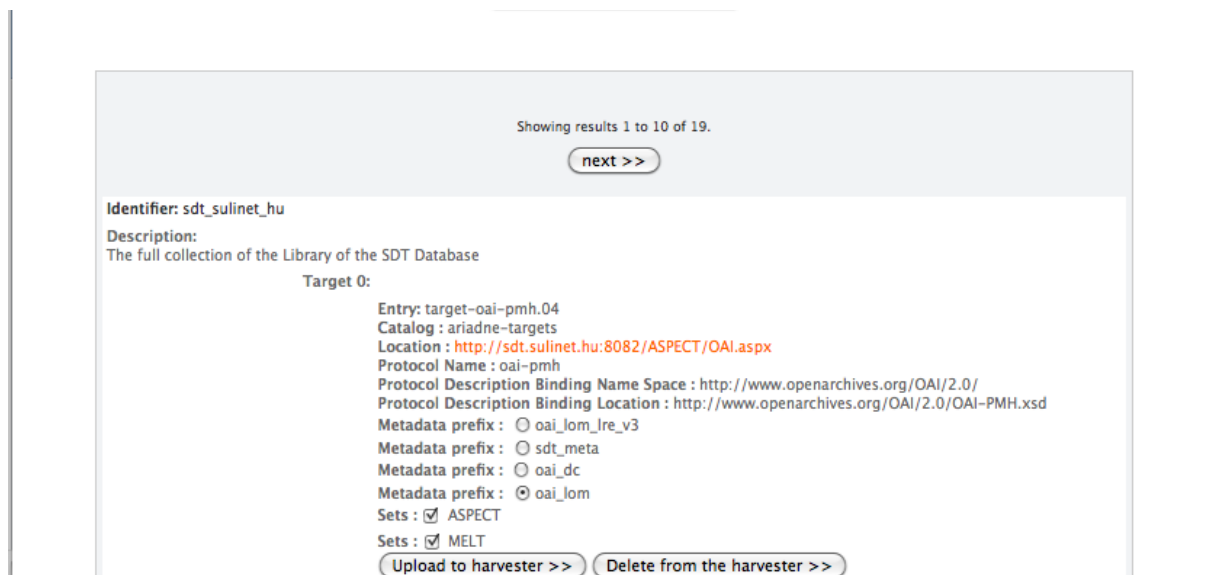 Showing results 1 to 10 of 19.
next >>
Identifier: sdt_sulinet_hu
Description:
The full collection of the Library of the SDT Database
Target 0:
Entry: target-oai-pmh.04
Catalog : ariadne-targets
Location : http://sdt.sulinet.hu:8082/ASPECT/OAI.aspx
Protocol Name : oai-pmh
Protocol Description Binding Name Space : http://www.openarchives.org/OAI/2.0/
Protocol Description Binding Location : http://www.openarchives.org/OAI/2.0/OAI-PMH.xsd
Metadata prefix : oai_lom_lre_v3
Metadata prefix : sdt_meta
Metadata prefix : oai_dc
Metadata prefix : oai_lom
Sets : ASPECT
Sets : MELT
Upload to harvester >> Delete from the harvester >>